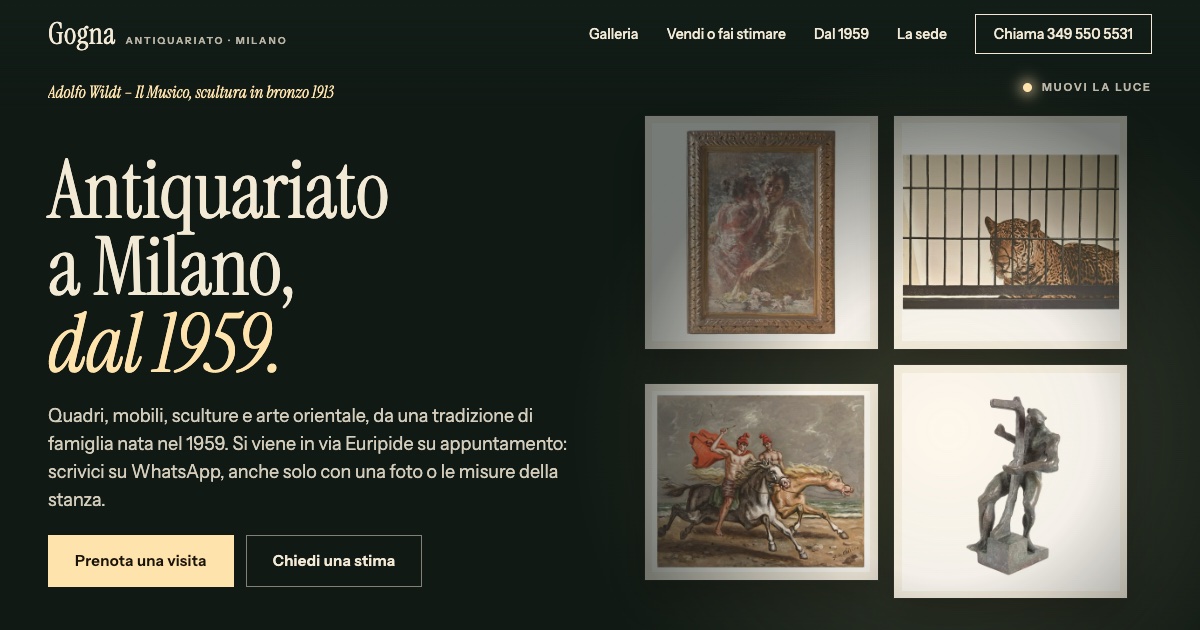 Gogna ANTIQUARIATO · MILANO
Galleria
Vendi o fai stimare
Dal 1959
La sede
Chiama 349 550 5531
Adolfo Wildt – Il Musico, scultura in bronzo 1913
MUOVI LA LUCE
Antiquariato
a Milano,
dal 1959.
Quadri, mobili, sculture e arte orientale, da una tradizione di
famiglia nata nel 1959. Si viene in via Euripide su appuntamento:
scrivici su WhatsApp, anche solo con una foto o le misure della
stanza.
Prenota una visita
Chiedi una stima